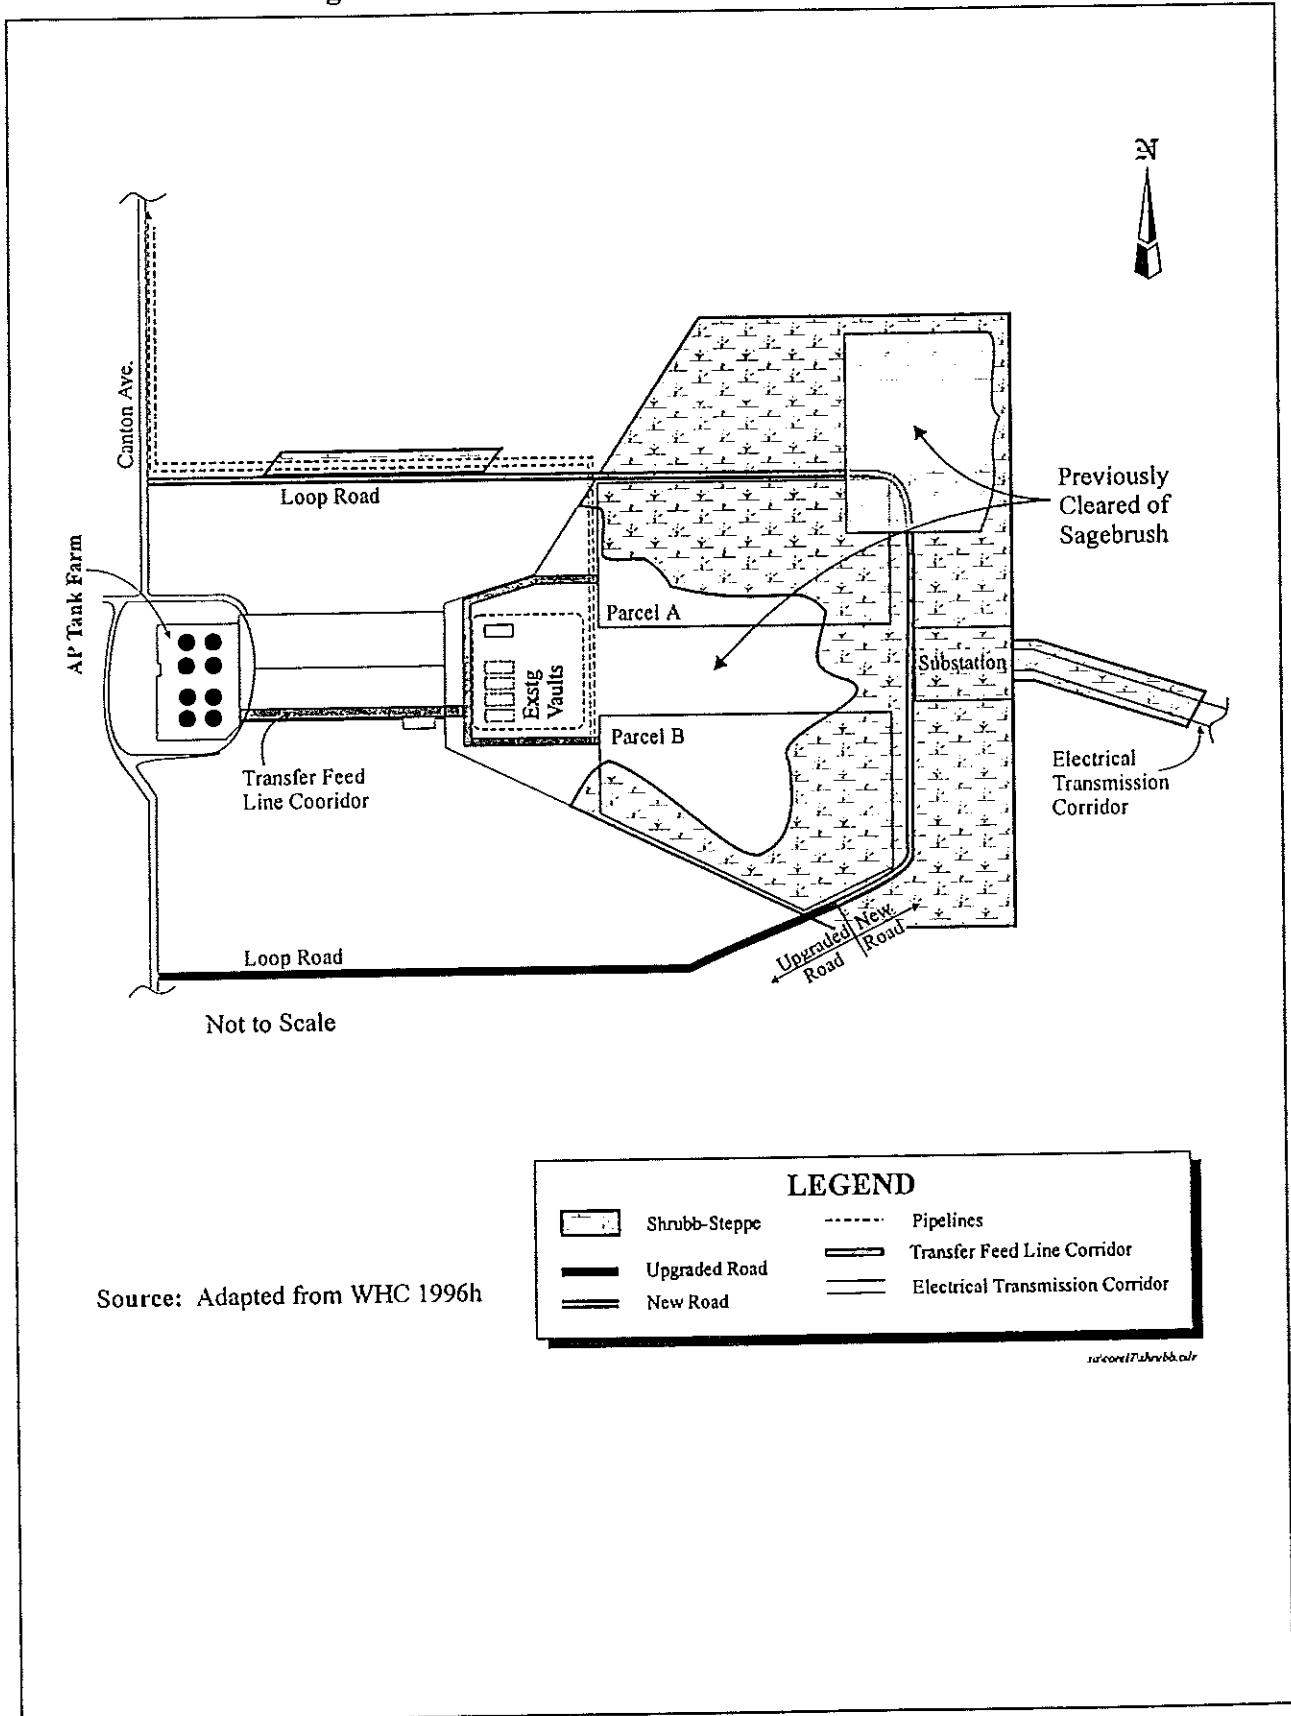 N
Canton Ave.
Loop Road
Previously
Cleared of
Sagebrush
AP Tank Farm
Parcel A
Exstg
Vaults
Substation
Parcel B
Transfer Feed
Line Cooridor
Electrical
Transmission
Corridor
Upgraded
Road
New
Road
Loop Road
Not to Scale
LEGEND
Shrubb-Steppe
Pipelines
Upgraded Road
Transfer Feed Line Corridor
New Road
Electrical Transmission Corridor
Source: Adapted from WHC 1996h